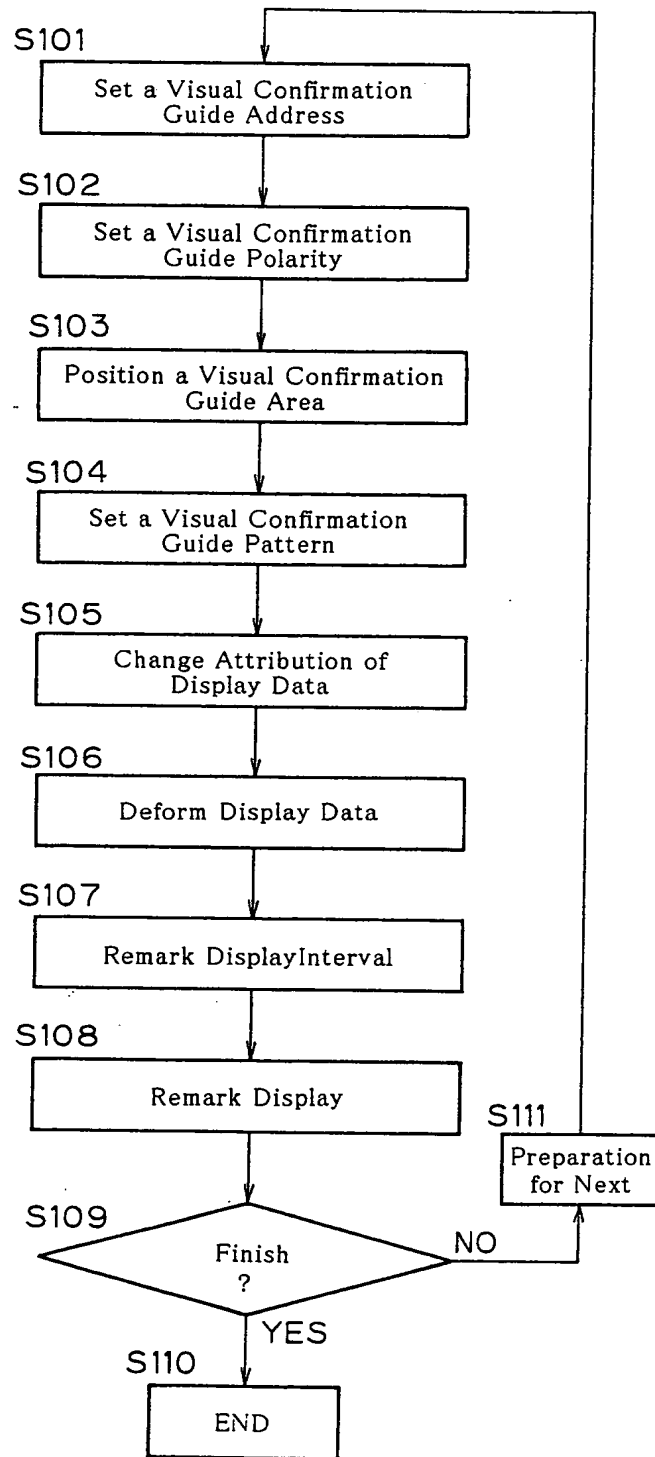 S101
Set a Visual Confirmation
Guide Address
S102
Set a Visual Confirmation
Guide Polarity
S103
Position a Visual Confirmation
Guide Area
S104
Set a Visual Confirmation
Guide Pattern
S105
Change Attribution of
Display Data
S106
Deform Display Data
S107
Remark DisplayInterval
S108
Remark Display
S111
Preparation
for Next
S109
Finish
?
NO
YES
S110
END